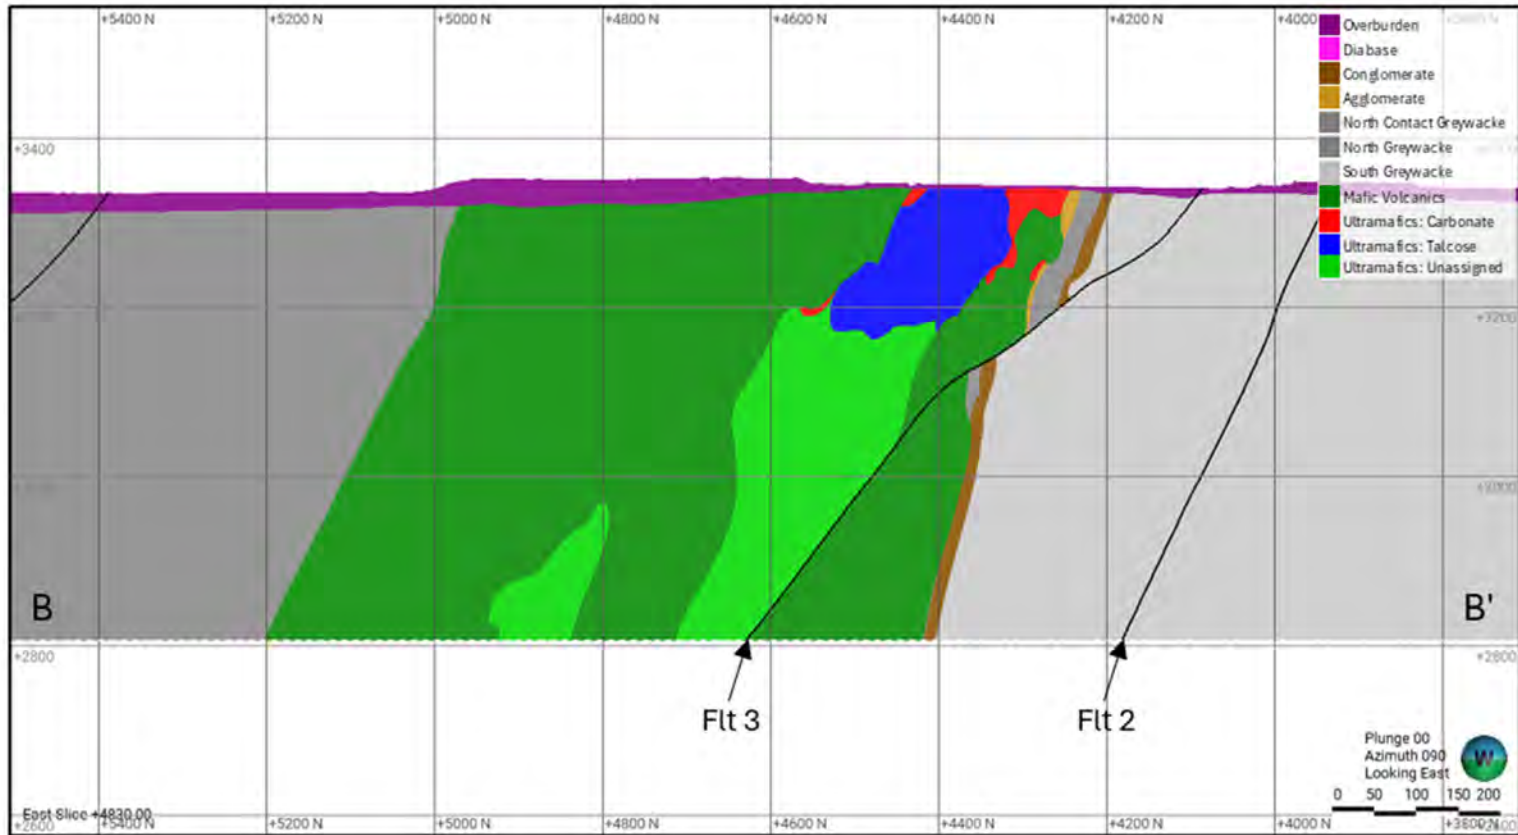 +5400 N +5200 N +5000 N +4800 N +4600 N +4400 N +4200 N +4000
Overburden
Diabase
Conglomerate
Agglomerate
North Contact Greywacke
North Greywacke
South Greywacke
Mafic Volcanics
Ultramafics: Carbonate
Ultramafics: Talcose
Ultramafics: Unassigned
+3400
+3200
+3000
B B'
+2800 +2800
Flt 3 Flt 2
Plunge 00
Azimuth 090
Looking East
W
0 50 100 150 200
East Slice +4830.00
+2600 +5400 N +5200 N +5000 N +4800 N +4600 N +4400 N +4200 N +4000 N +3800 N